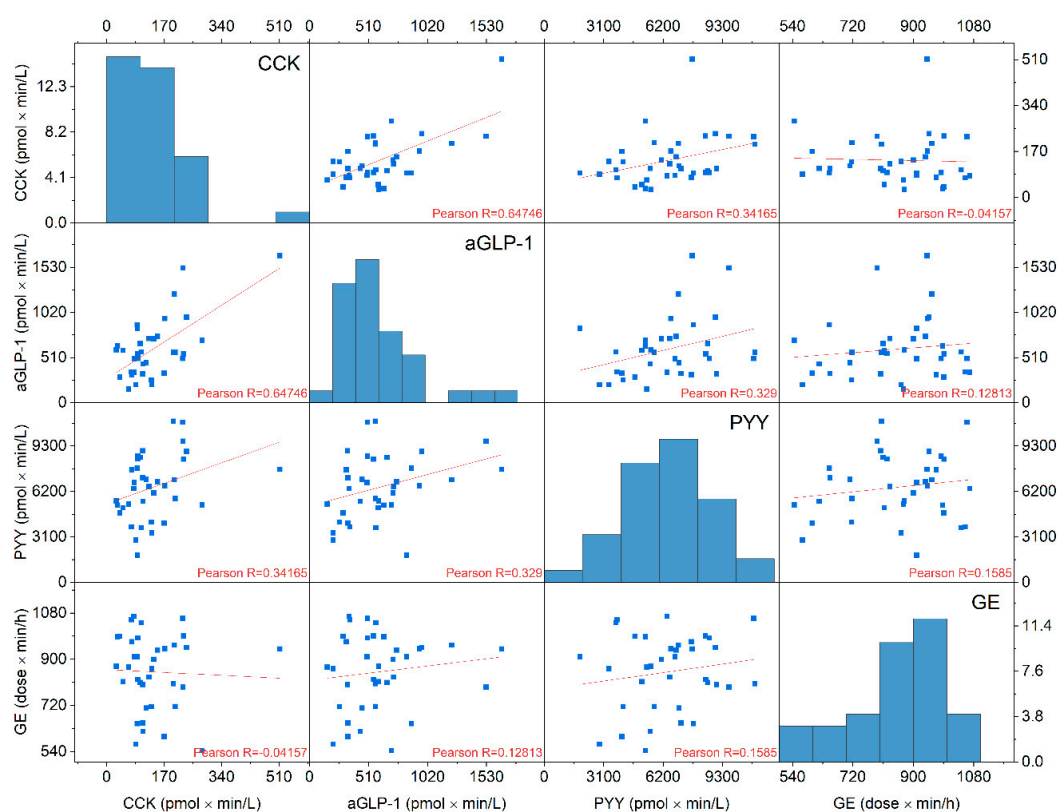 0 510 1020 1530
0 3100 6200 9300
540 720 900 1080
CCK (pmol × min/L)
12.3
8.2
4.1
0.0
CCK
Pearson R=0.64746
Pearson R=0.34165
Pearson R=-0.04157
510
340
170
0
aGLP-1 (pmol × min/L)
1530
1020
510
0
Pearson R=0.64746
aGLP-1
Pearson R=0.329
Pearson R=0.12813
1530
1020
510
0
PYY (pmol × min/L)
9300
6200
3100
0
Pearson R=0.34165
Pearson R=0.329
PYY
Pearson R=0.1585
9300
6200
3100
0
GE (dose × min/h)
1080
900
720
540
Pearson R=-0.04157
Pearson R=0.12813
Pearson R=0.1585
GE
11.4
7.6
3.8
0.0
0 170 340 510
0 510 1020 1530
0 3100 6200 9300
540 720 900 1080
CCK (pmol × min/L)
aGLP-1 (pmol × min/L)
PYY (pmol × min/L)
GE (dose × min/h)